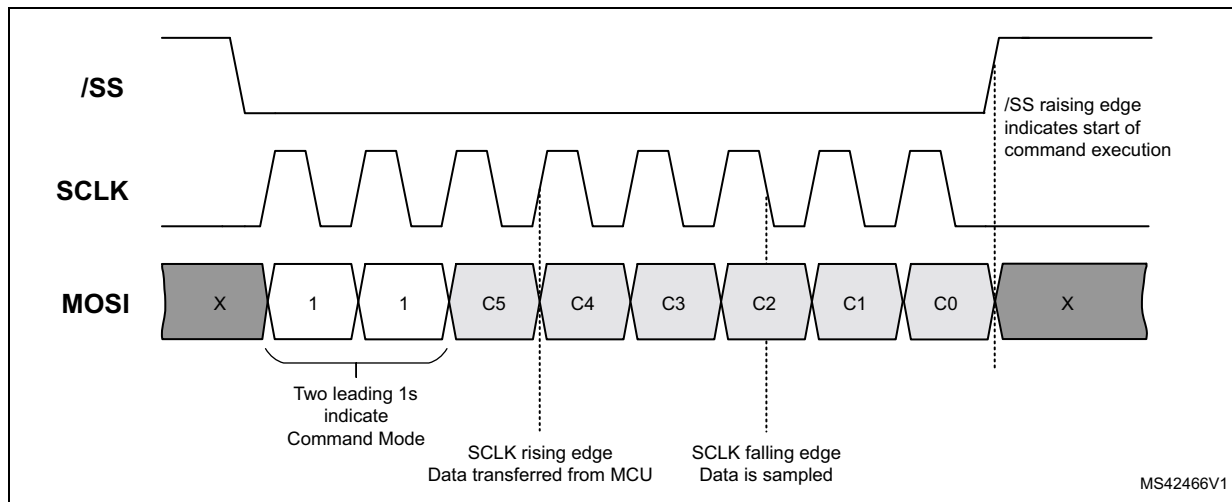 /SS
/SS raising edge
indicates start of
command execution
SCLK
MOSI
X 1 1 C5 C4 C3 C2 C1 C0 X
Two leading 1s
indicate
Command Mode
SCLK rising edge
Data transferred from MCU
SCLK falling edge
Data is sampled
MS42466V1